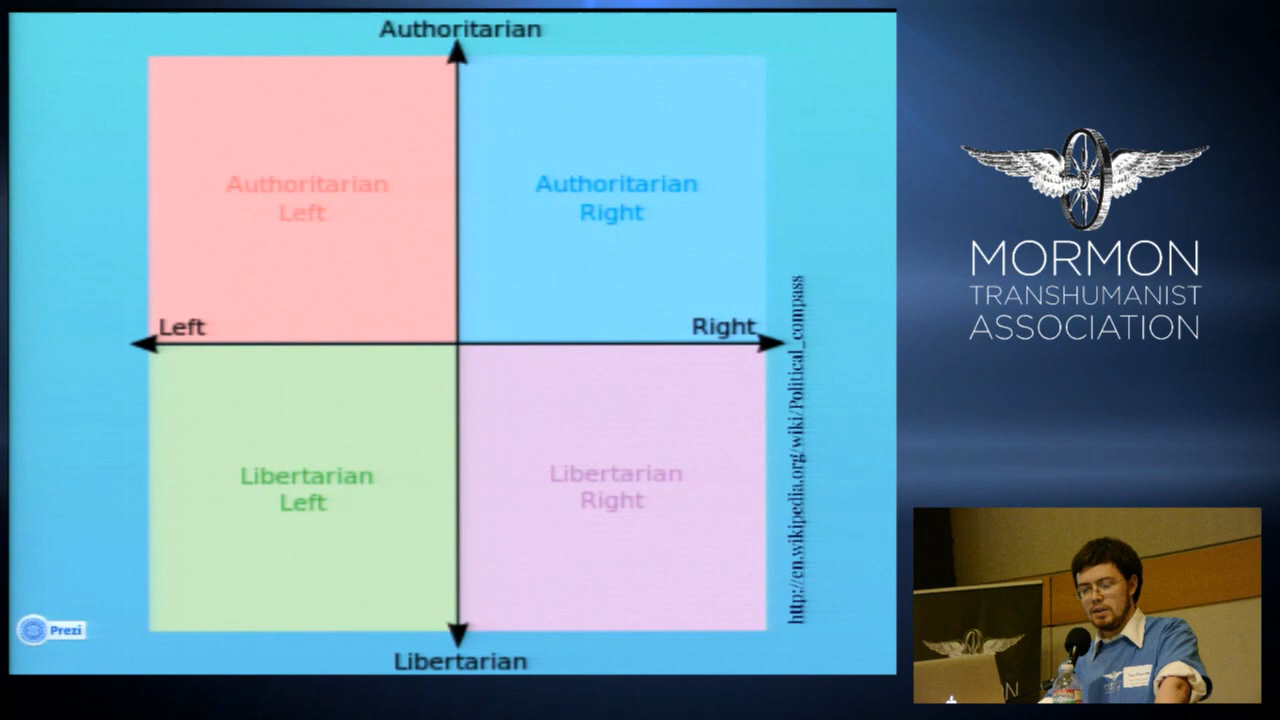 Authoritarian
Authoritarian
Left
Authoritarian
Right
Left
Right
Libertarian
Left
Libertarian
Right
Libertarian
http://en.wikipedia.org/wiki/Political_compass
Prezi
MORMON
TRANSHUMANIST
ASSOCIATION